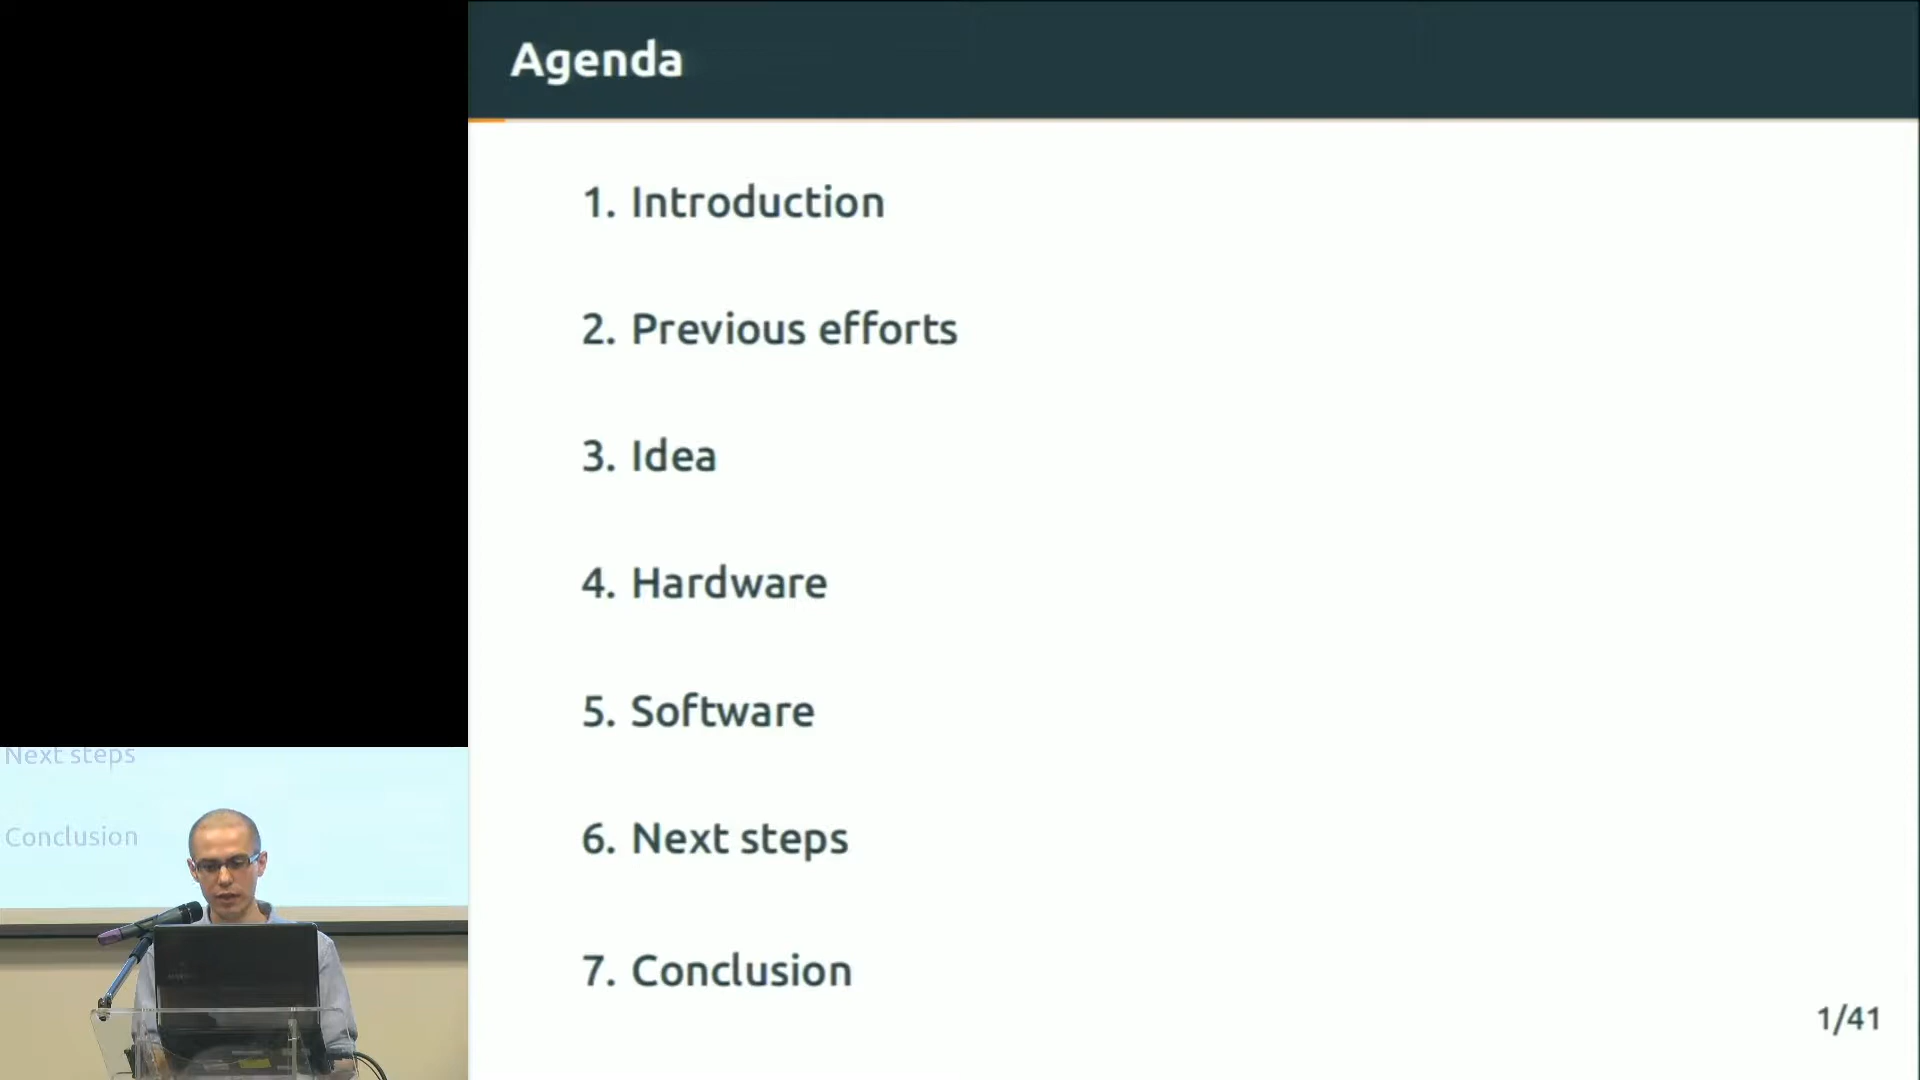 Agenda
1. Introduction
2. Previous efforts
3. Idea
4. Hardware
5. Software
6. Next steps
7. Conclusion
1/41
Next steps
Conclusion